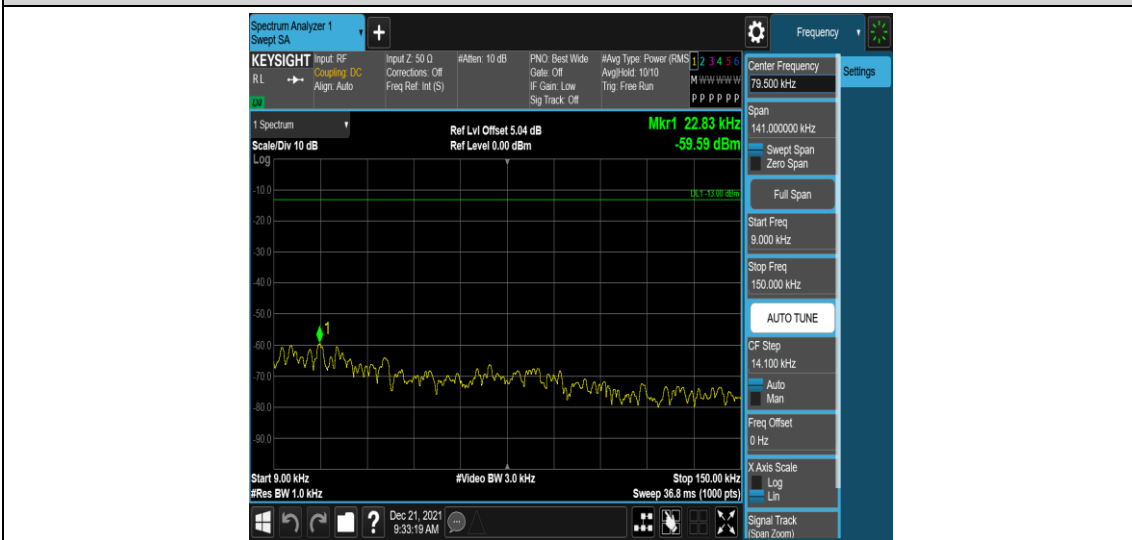 Spectrum Analyzer 1
Swept SA
+
Frequency
KEYSIGHT
RL
LW
Input: RF
Coupling: DC
Align: Auto
Input Z: 50 Ω
Corrections: Off
Freq Ref: Int (S)
#Atten: 10 dB
PNO: Best Wide
Gate: Off
IF Gain: Low
Sig Track: Off
#Avg Type: Power (RMS
Avg|Hold: 10/10
Trig: Free Run
1 2 3 4 5 6
M W W W W W
P P P P P P
1 Spectrum
Scale/Div 10 dB
Log
Ref Lvl Offset 5.04 dB
Ref Level 0.00 dBm
Mkr1 22.83 kHz
-59.59 dBm
-10.0
DL1 -13.00 dBm
-20.0
-30.0
-40.0
-50.0
1
-60.0
-70.0
-80.0
-90.0
Start 9.00 kHz
#Res BW 1.0 kHz
#Video BW 3.0 kHz
Stop 150.00 kHz
Sweep 36.8 ms (1000 pts)
?
Dec 21, 2021
9:33:19 AM
Center Frequency
79.500 kHz
Settings
Span
141.000000 kHz
Swept Span
Zero Span
Full Span
Start Freq
9.000 kHz
Stop Freq
150.000 kHz
AUTO TUNE
CF Step
14.100 kHz
Auto
Man
Freq Offset
0 Hz
X Axis Scale
Log
Lin
Signal Track
(Span Zoom)